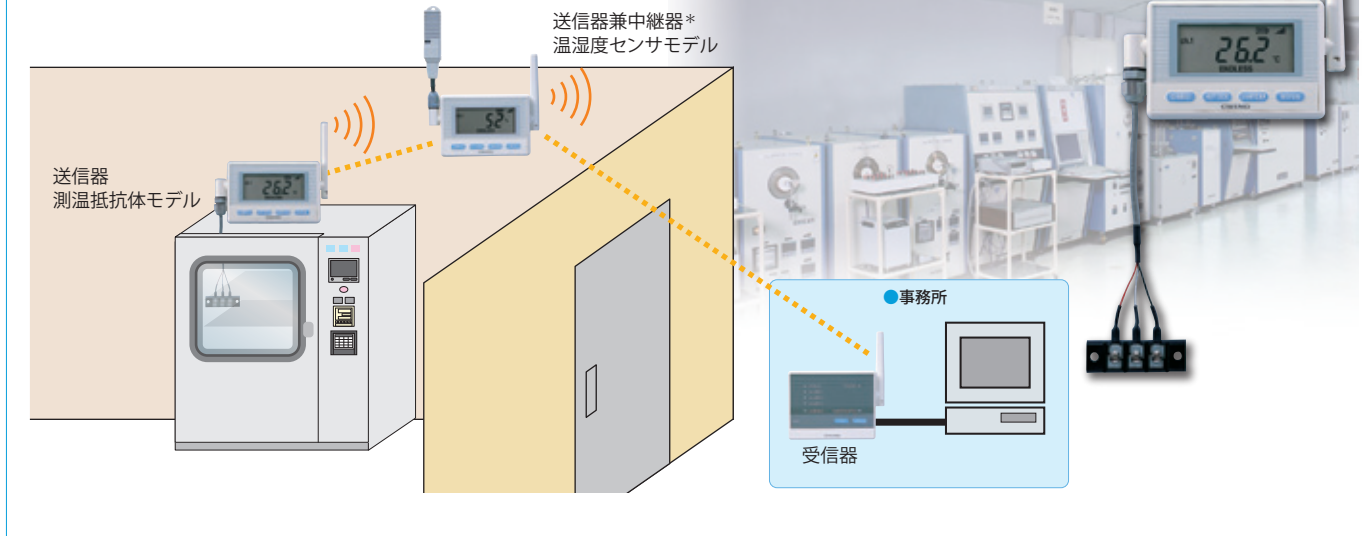 送信器兼中継器*
温湿度センサモデル
送信器
測温抵抗体モデル
26.2
52
26.2 ℃
ENDLESS
CHINO
●事務所
受信器